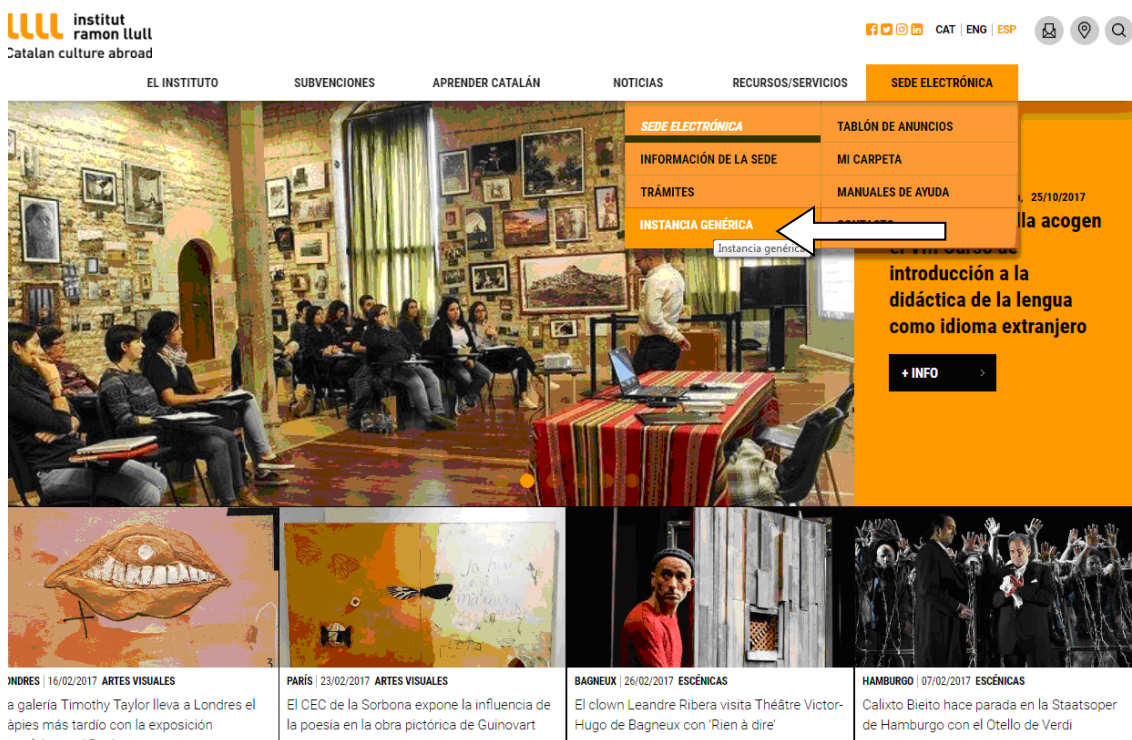 institut
ramon llull
Catalan culture abroad
CAT | ENG | ESP
EL INSTITUTO SUBVENCIONES APRENDER CATALÁN NOTICIAS RECURSOS/SERVICIOS SEDE ELECTRÓNICA
SEDE ELECTRÓNICA TABLÓN DE ANUNCIOS
INFORMACIÓN DE LA SEDE MI CARPETA
TRÁMITES MANUALES DE AYUDA
INSTANCIA GENÉRICA
Instancia genérica
25/10/2017
acogen
el VIII Curso de
introducción a la
didáctica de la lengua
como idioma extranjero
+ INFO
16/02/2017 ARTES VISUALES
galería Timothy Taylor lleva a Londres el
más tardío con la exposición
PARÍS | 23/02/2017 ARTES VISUALES
El CEC de la Sorbona expone la influencia de
la poesía en la obra pictórica de Guinovart
BAGNEUX | 26/02/2017 ESCÉNICAS
El clown Leandre Ribera visita Théâtre Victor-
Hugo de Bagneux con 'Rien à dire'
HAMBURGO | 07/02/2017 ESCÉNICAS
Calixto Bieito hace parada en la Staatsoper
de Hamburgo con el Otello de Verdi